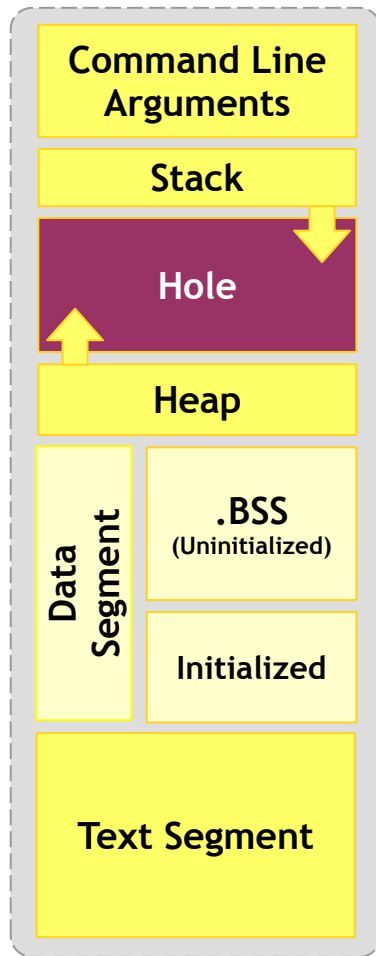 Command Line
Arguments
Stack
Hole
Heap
Data
Segment
.BSS
(Uninitialized)
Initialized
Text Segment